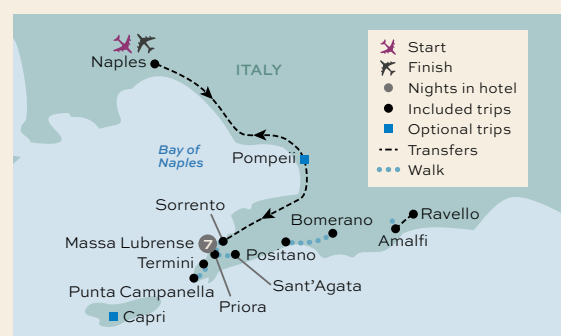 Naples
ITALY
Start
Finish
Nights in hotel
Included trips
Optional trips
Transfers
Walk
Bay of
Naples
Pompeii
Sorrento
Bomerano
Ravello
Massa Lubrense
7
Positano
Amalfi
Termini
Sant'Agata
Punta Campanella
Priora
Capri